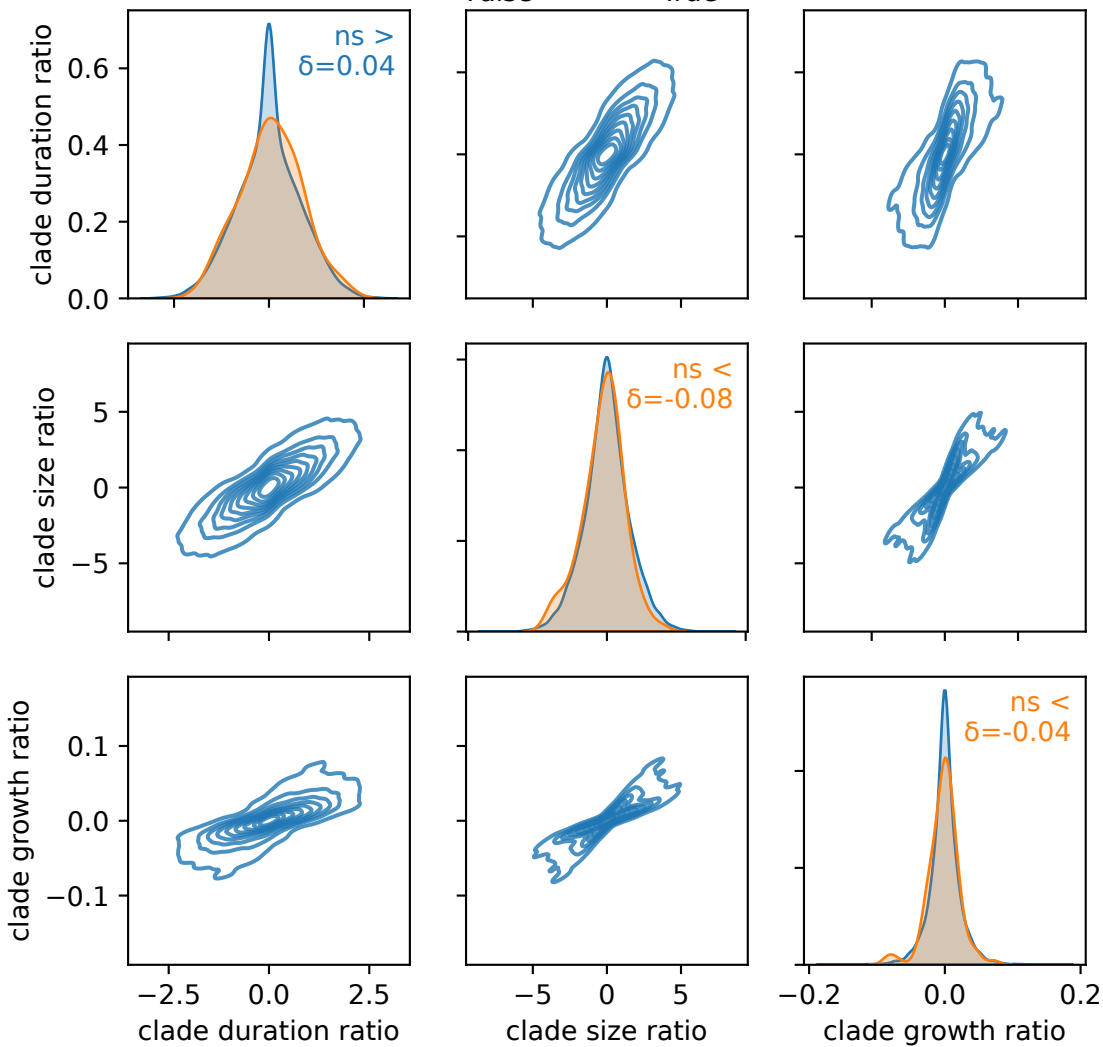 clade duration ratio
0.6
0.4
0.2
0.0
ns >
δ=0.04
clade size ratio
5
0
−5
ns <
δ=-0.08
clade growth ratio
0.1
0.0
−0.1
ns <
δ=-0.04
−2.5 0.0 2.5
−5 0 5
−0.2 0.0 0.2
clade duration ratio
clade size ratio
clade growth ratio